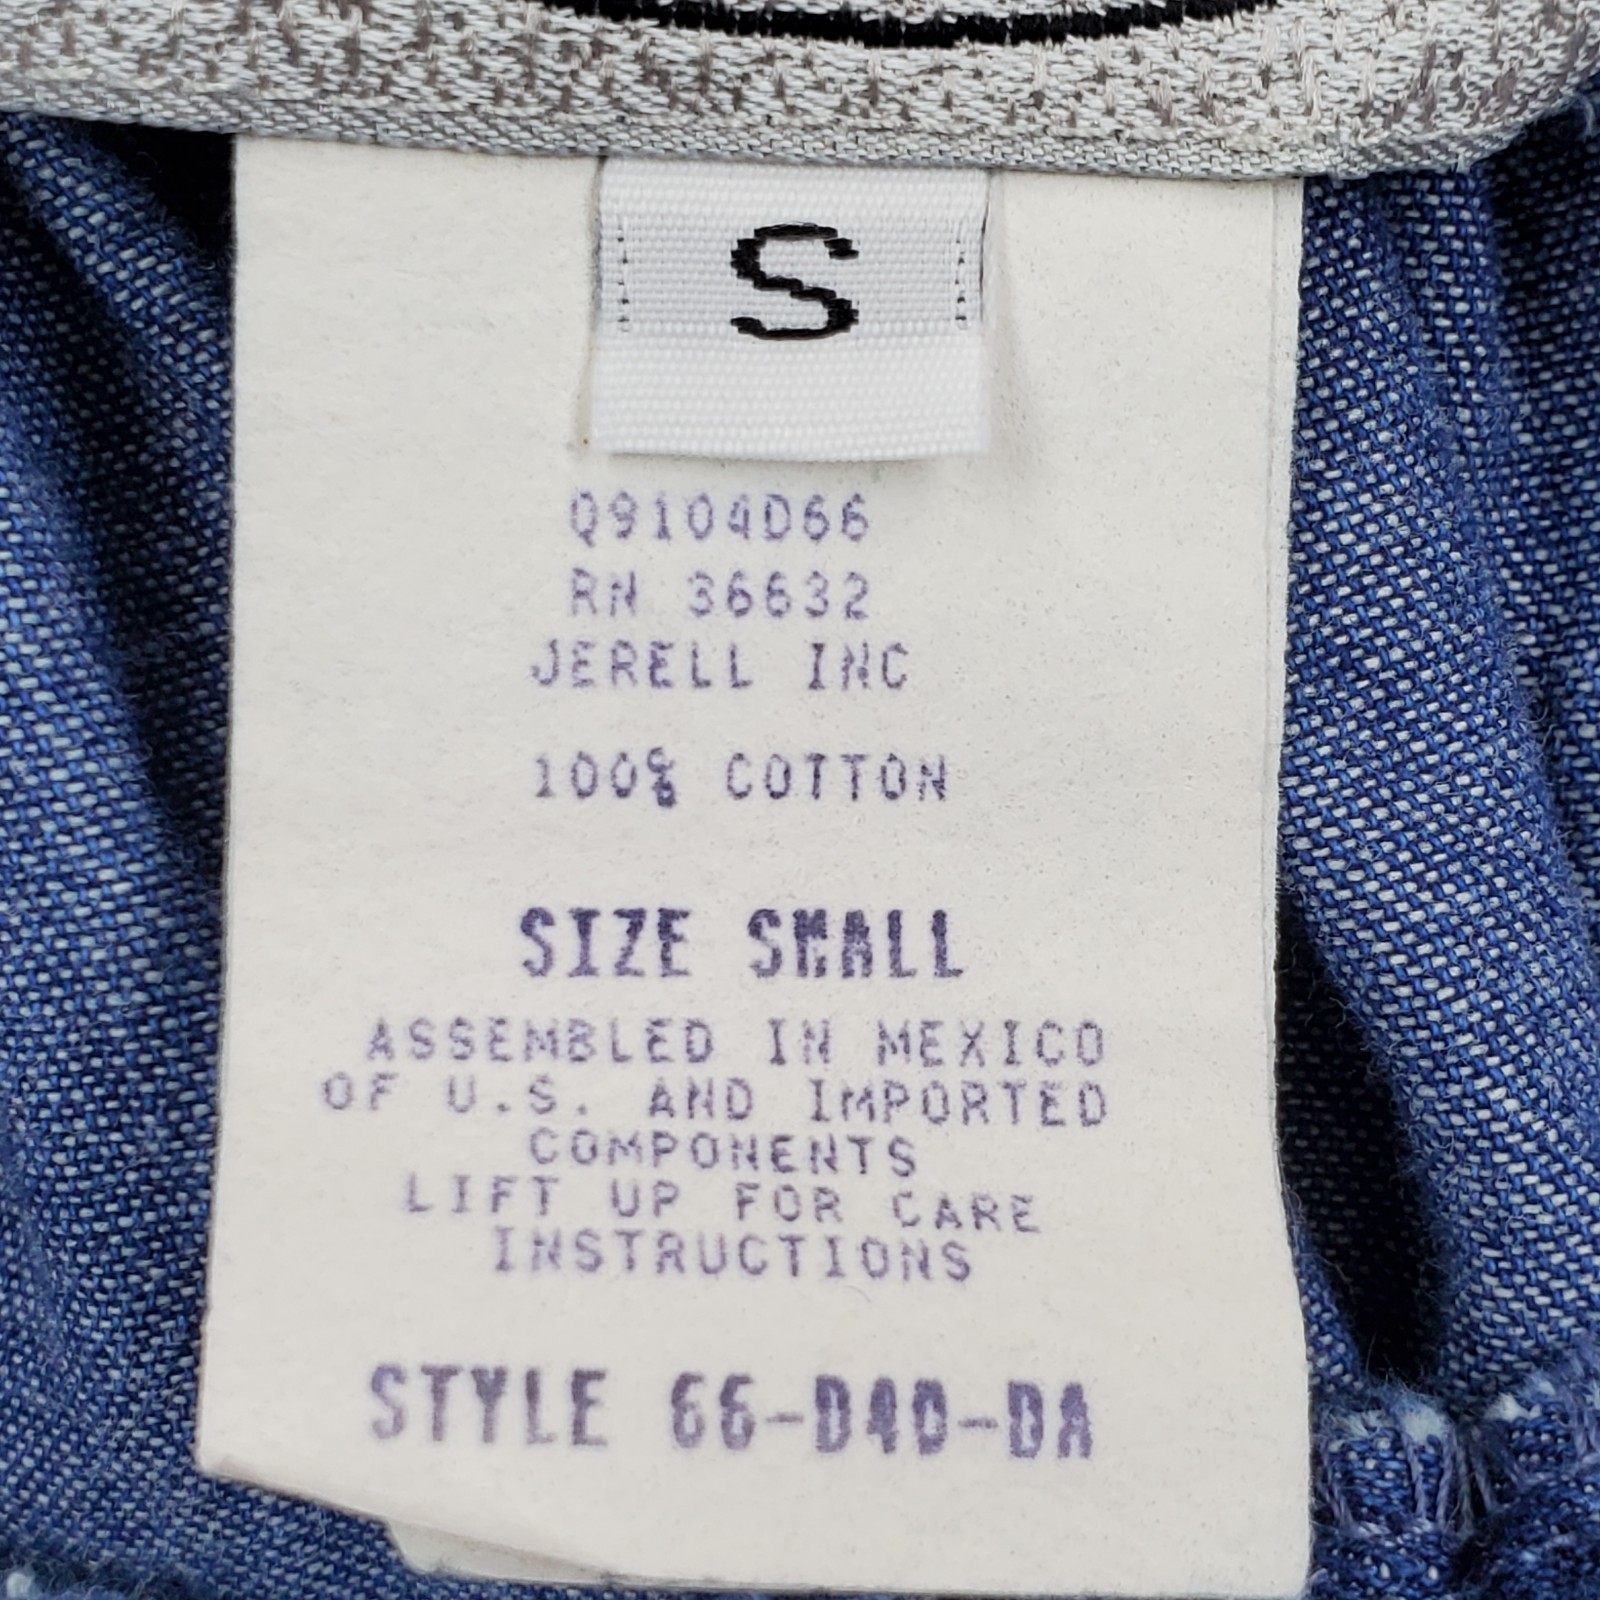 S
Q9104D66
RN 36632
JERELL INC
100% COTTON
SIZE SMALL
ASSEMBLED IN MEXICO
OF U.S. AND IMPORTED
COMPONENTS
LIFT UP FOR CARE
INSTRUCTIONS
STYLE 66-D40-DA